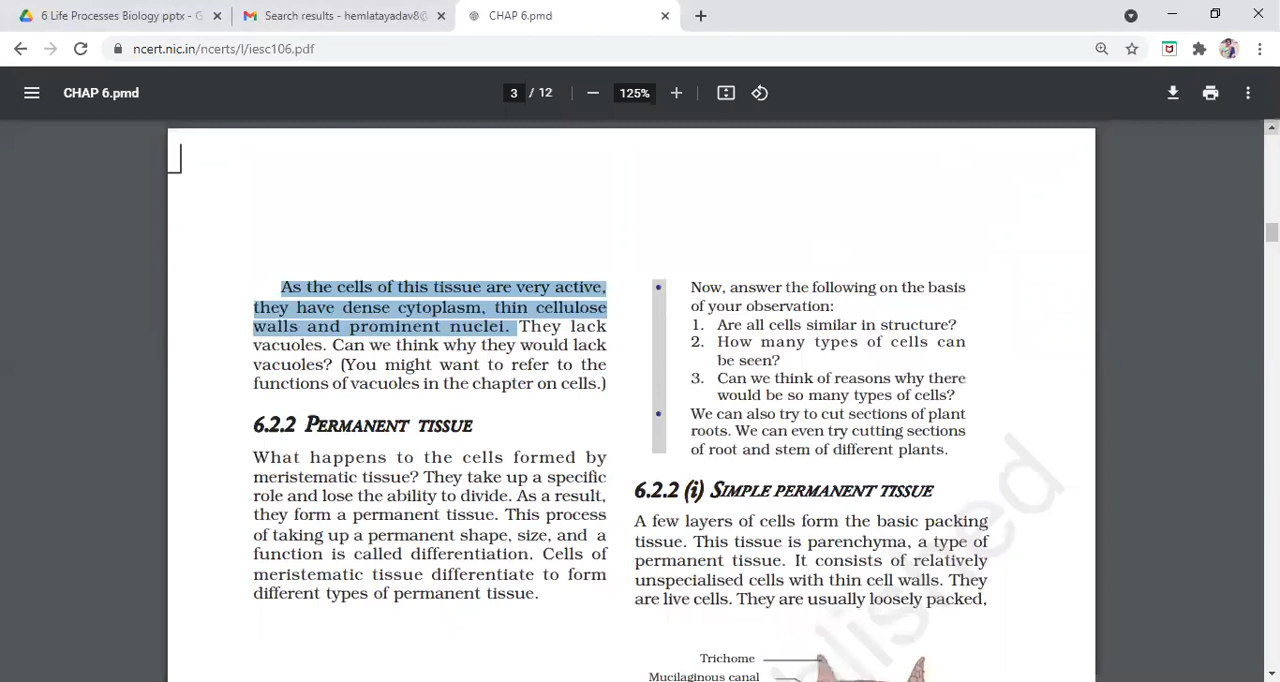 6 Life Processes Biology pptx - G
Search results - hemlatayadav8@
CHAP 6.pmd
ncert.nic.in/ncerts/l/iesc106.pdf
CHAP 6.pmd
3 / 12
125%
As the cells of this tissue are very active,
they have dense cytoplasm, thin cellulose
walls and prominent nuclei. They lack
vacuoles. Can we think why they would lack
vacuoles? (You might want to refer to the
functions of vacuoles in the chapter on cells.)
6.2.2 PERMANENT TISSUE
What happens to the cells formed by
meristematic tissue? They take up a specific
role and lose the ability to divide. As a result,
they form a permanent tissue. This process
of taking up a permanent shape, size, and a
function is called differentiation. Cells of
meristematic tissue differentiate to form
different types of permanent tissue.
• Now, answer the following on the basis
of your observation:
1. Are all cells similar in structure?
2. How many types of cells can
be seen?
3. Can we think of reasons why there
would be so many types of cells?
• We can also try to cut sections of plant
roots. We can even try cutting sections
of root and stem of different plants.
6.2.2 (i) SIMPLE PERMANENT TISSUE
A few layers of cells form the basic packing
tissue. This tissue is parenchyma, a type of
permanent tissue. It consists of relatively
unspecialised cells with thin cell walls. They
are live cells. They are usually loosely packed,
Trichome
Mucilaginous canal